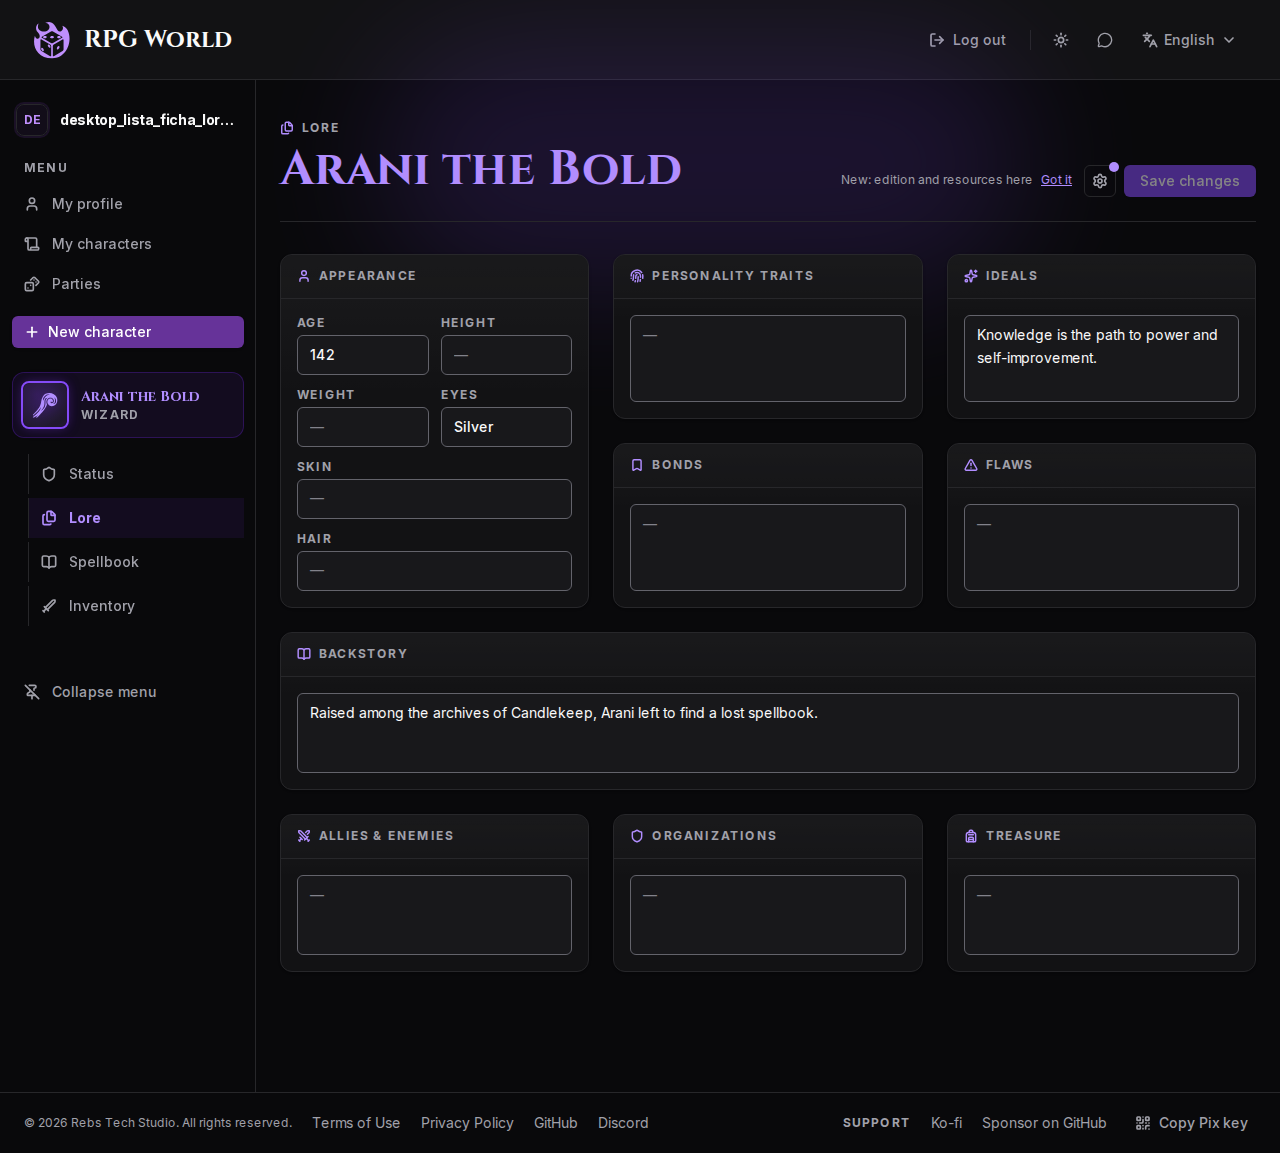 RPG World
Log out
English
DE
desktop_lista_ficha_lor...
MENU
My profile
My characters
Parties
New character
Arani the Bold
WIZARD
Status
Lore
Spellbook
Inventory
Collapse menu
LORE
Arani the Bold
New: edition and resources here Got it
Save changes
APPEARANCE
AGE
142
HEIGHT
—
WEIGHT
—
EYES
Silver
SKIN
—
HAIR
—
PERSONALITY TRAITS
—
IDEALS
Knowledge is the path to power and
self-improvement.
BONDS
—
FLAWS
—
BACKSTORY
Raised among the archives of Candlekeep, Arani left to find a lost spellbook.
ALLIES & ENEMIES
—
ORGANIZATIONS
—
TREASURE
—
© 2026 Rebs Tech Studio. All rights reserved. Terms of Use Privacy Policy GitHub Discord
SUPPORT Ko-fi Sponsor on GitHub Copy Pix key